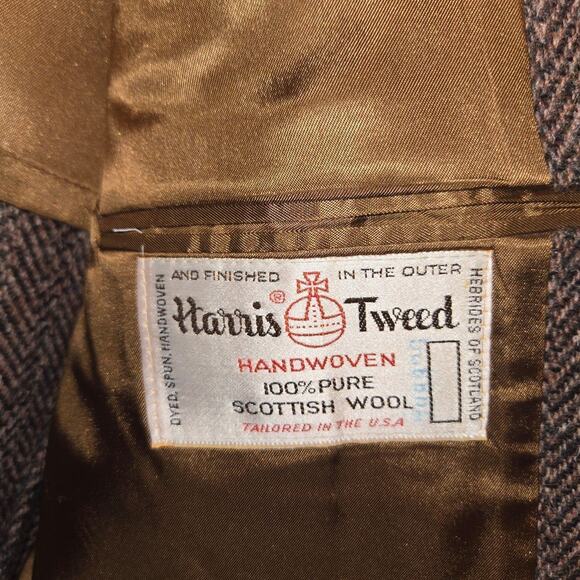 DYED, SPUN, HANDWOVEN
AND FINISHED IN THE OUTER
HEBRIDES OF SCOTLAND
Harris® Tweed
HANDWOVEN
100% PURE
SCOTTISH WOOL
TAILORED IN THE U.S.A